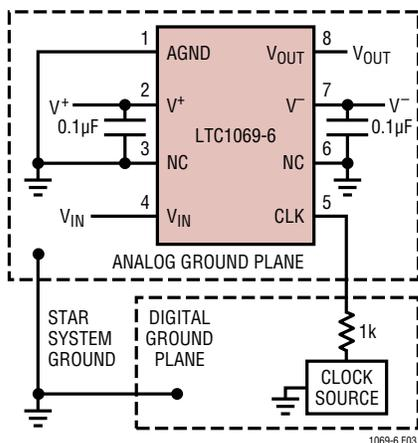 1
AGND
VOUT
8
VOUT
V+
2
V+
V–
7
V–
0.1µF
LTC1069-6
0.1µF
3
NC
NC
6
VIN
4
VIN
CLK
5
ANALOG GROUND PLANE
STAR
SYSTEM
GROUND
DIGITAL
GROUND
PLANE
1k
CLOCK
SOURCE
1069-6 F03